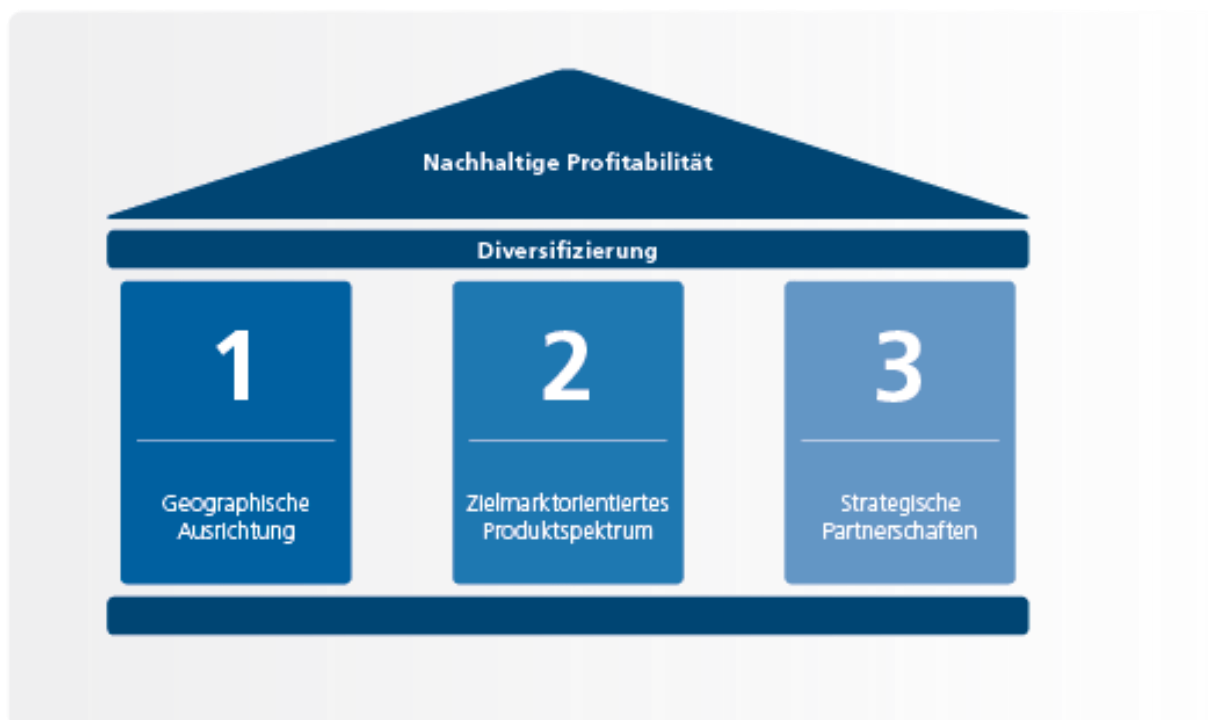 Nachhaltige Profitabilität
Diversifizierung
1
Geographische
Ausrichtung
2
Zielmarktorientiertes
Produktspektrum
3
Strategische
Partnerschaften